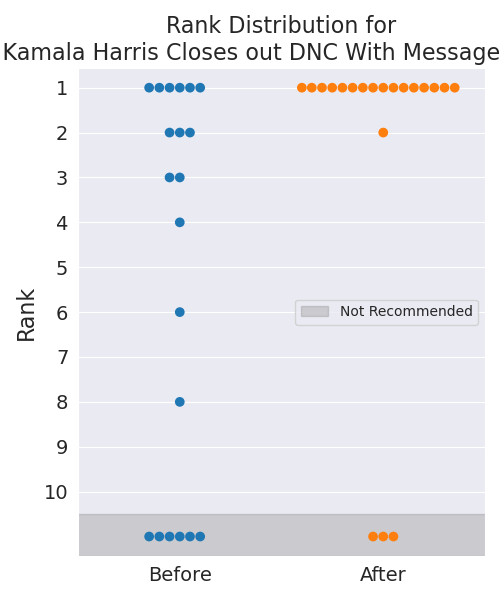 Rank Distribution for
Kamala Harris Closes out DNC With Message
1
2
3
4
5
6
7
8
9
10
Rank
Not Recommended
Before
After